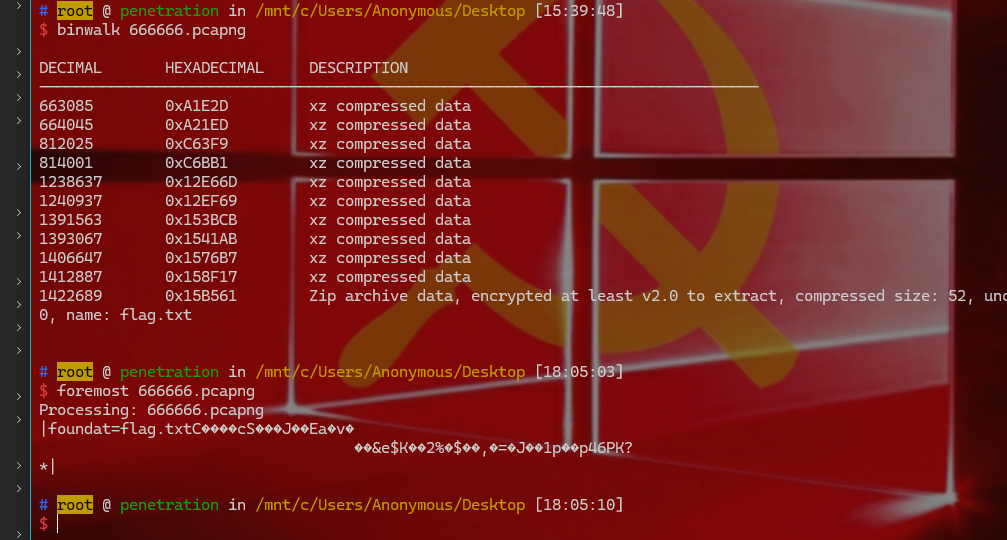 # root @ penetration in /mnt/c/Users/Anonymous/Desktop [15:39:48]
$ binwalk 666666.pcapng
DECIMAL HEXADECIMAL DESCRIPTION
--------------------------------------------------------------------------------
663085 0xA1E2D xz compressed data
664045 0xA21ED xz compressed data
812025 0xC63F9 xz compressed data
814001 0xC6BB1 xz compressed data
1238637 0x12E66D xz compressed data
1240937 0x12EF69 xz compressed data
1391563 0x153BCB xz compressed data
1393067 0x1541AB xz compressed data
1406647 0x1576B7 xz compressed data
1412887 0x158F17 xz compressed data
1422689 0x15B561 Zip archive data, encrypted at least v2.0 to extract, compressed size: 52, unc
0, name: flag.txt
# root @ penetration in /mnt/c/Users/Anonymous/Desktop [18:05:03]
$ foremost 666666.pcapng
Processing: 666666.pcapng
|foundat=flag.txtC����cS���J��Ea�v�
��&e$K��2%�$��,�=�J��1p��p46PK?
*|
# root @ penetration in /mnt/c/Users/Anonymous/Desktop [18:05:10]
$